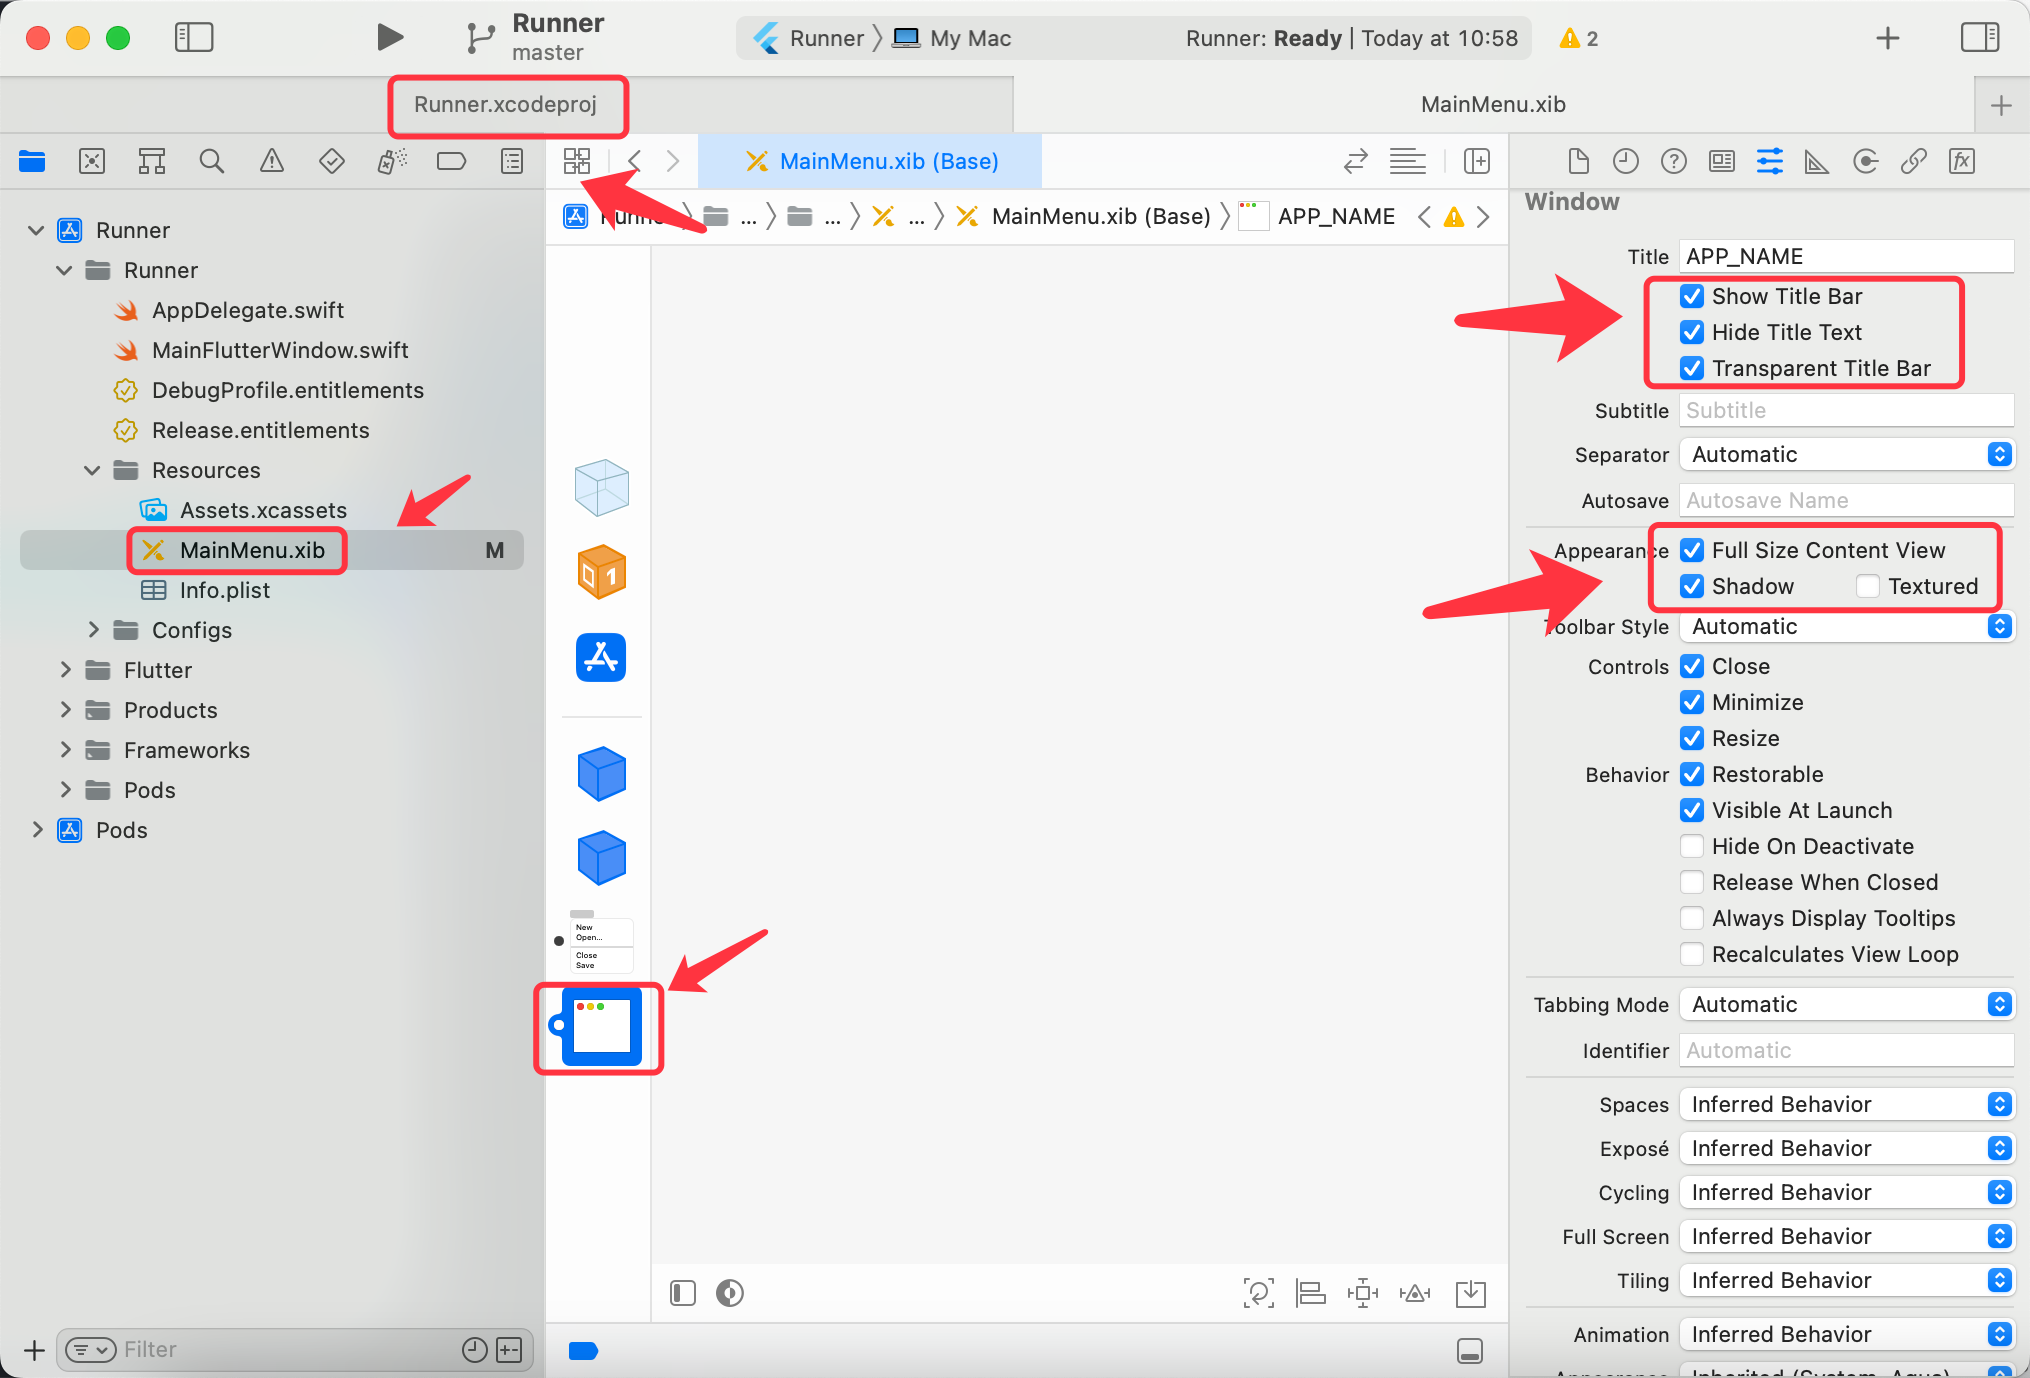 Runner
master
Runner
My Mac
Runner: Ready | Today at 10:58
2
Runner.xcodeproj
MainMenu.xib
MainMenu.xib (Base)
... ... ... MainMenu.xib (Base) APP_NAME
Runner
Runner
AppDelegate.swift
MainFlutterWindow.swift
DebugProfile.entitlements
Release.entitlements
Resources
Assets.xcassets
MainMenu.xib M
Info.plist
Configs
Flutter
Products
Frameworks
Pods
Pods
Filter
1
New
Open...
Close
Save
Window
Title APP_NAME
Show Title Bar
Hide Title Text
Transparent Title Bar
Subtitle Subtitle
Separator Automatic
Autosave Autosave Name
Appearance Full Size Content View
Shadow Textured
Toolbar Style Automatic
Controls Close
Minimize
Resize
Behavior Restorable
Visible At Launch
Hide On Deactivate
Release When Closed
Always Display Tooltips
Recalculates View Loop
Tabbing Mode Automatic
Identifier Automatic
Spaces Inferred Behavior
Exposé Inferred Behavior
Cycling Inferred Behavior
Full Screen Inferred Behavior
Tiling Inferred Behavior
Animation Inferred Behavior